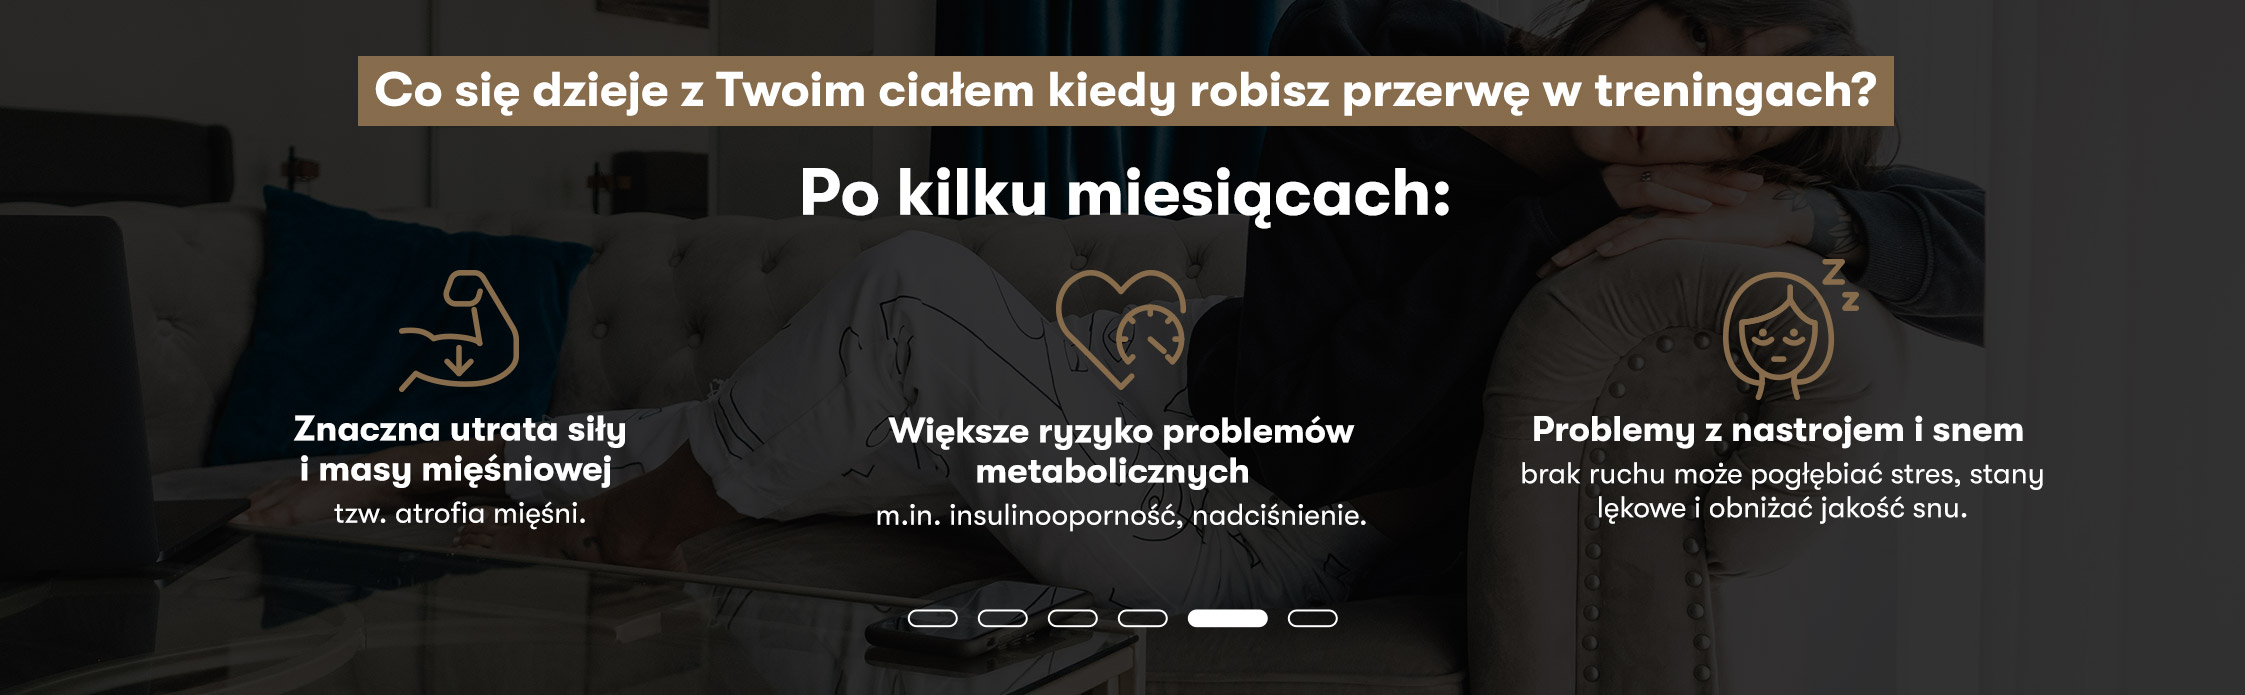 Co się dzieje z Twoim ciałem kiedy robisz przerwę w treningach?
Po kilku miesiącach:
Znaczna utrata siły
i masy mięśniowej
tzw. atrofia mięśni.
Większe ryzyko problemów
metabolicznych
m.in. insulinooporność, nadciśnienie.
Z z
Problemy z nastrojem i snem
brak ruchu może pogłębiać stres, stany
lękowe i obniżać jakość snu.